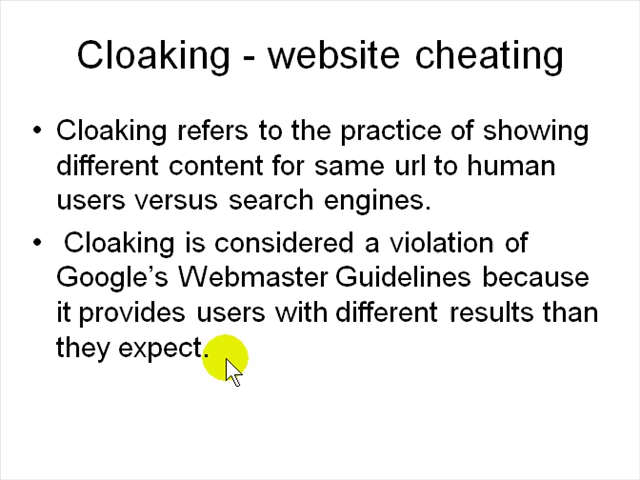 Cloaking - website cheating
• Cloaking refers to the practice of showing
different content for same url to human
users versus search engines.
• Cloaking is considered a violation of
Google’s Webmaster Guidelines because
it provides users with different results than
they expect.